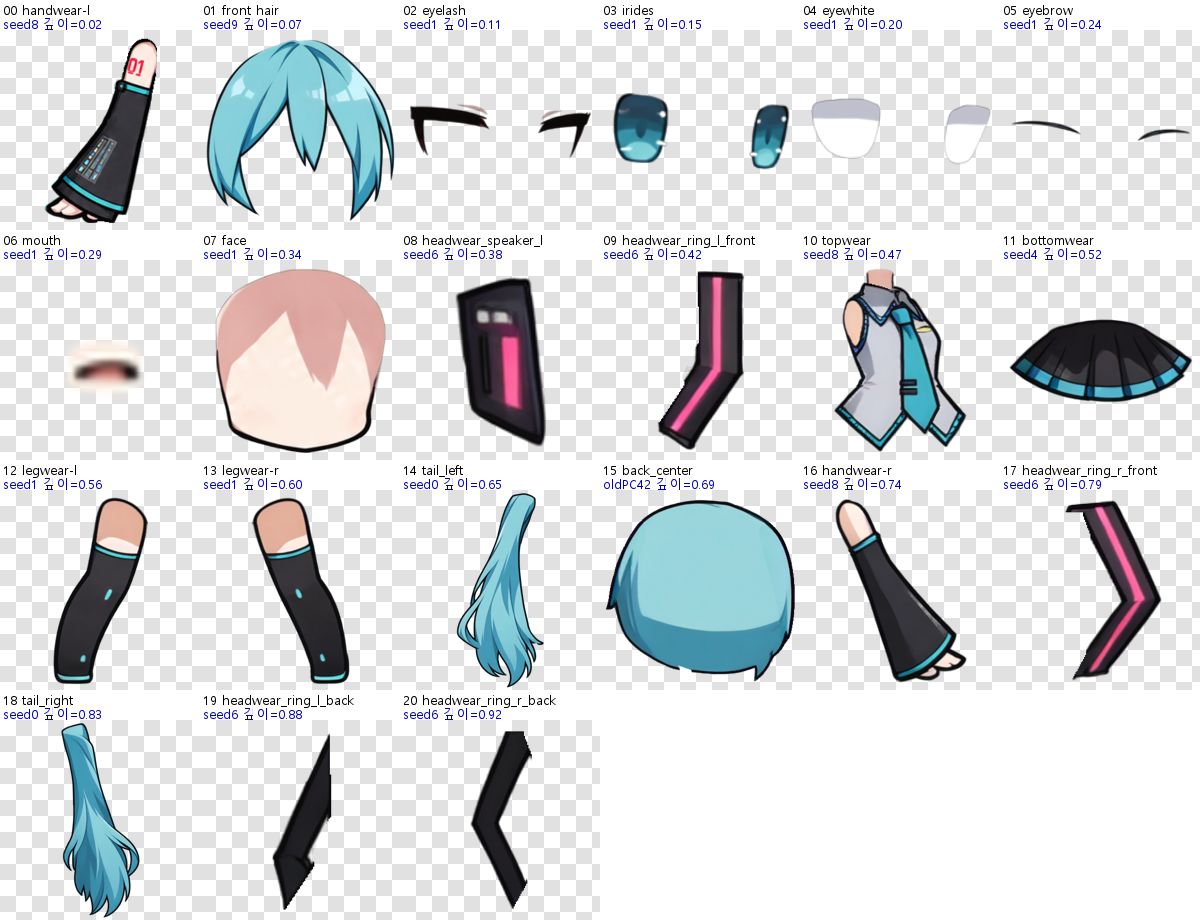 00 handwear-l
seed8 깊이=0.02
01 front hair
seed9 깊이=0.07
02 eyelash
seed1 깊이=0.11
03 irides
seed1 깊이=0.15
04 eyewhite
seed1 깊이=0.20
05 eyebrow
seed1 깊이=0.24
01
06 mouth
seed1 깊이=0.29
07 face
seed1 깊이=0.34
08 headwear_speaker_l
seed6 깊이=0.38
09 headwear_ring_l_front
seed6 깊이=0.42
10 topwear
seed8 깊이=0.47
11 bottomwear
seed4 깊이=0.52
12 legwear-l
seed1 깊이=0.56
13 legwear-r
seed1 깊이=0.60
14 tail_left
seed0 깊이=0.65
15 back_center
oldPC42 깊이=0.69
16 handwear-r
seed8 깊이=0.74
17 headwear_ring_r_front
seed6 깊이=0.79
18 tail_right
seed0 깊이=0.83
19 headwear_ring_l_back
seed6 깊이=0.88
20 headwear_ring_r_back
seed6 깊이=0.92